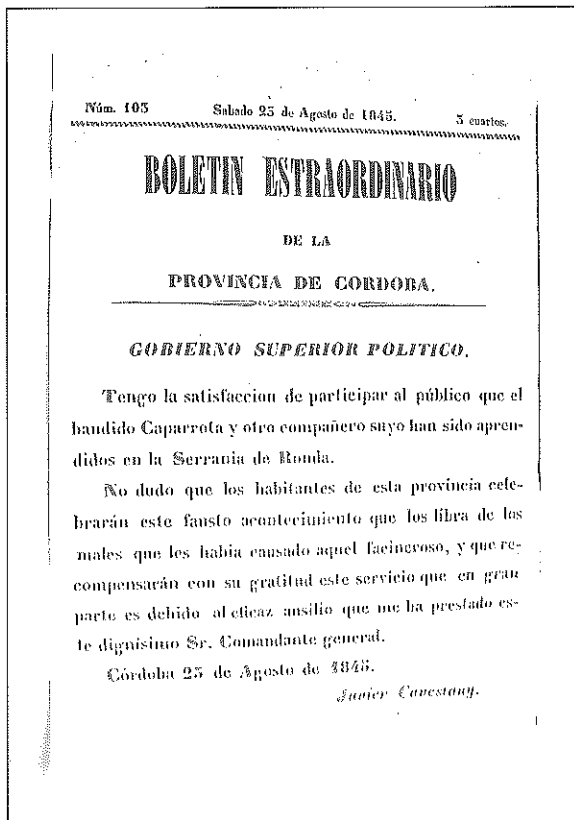 Núm. 103 Sabado 23 de Agosto de 1845. 3 cuartos.
BOLETIN ESTRAORDINARIO
DE LA
PROVINCIA DE CORDOBA.
GOBIERNO SUPERIOR POLITICO.
Tengo la satisfaccion de participar al público que el
bandido Caparrota y otro compañero suyo han sido apren-
didos en la Serrania de Ronda.
No dudo que los habitantes de esta provincia cele-
brarán este fausto acontecimiento que los libra de los
males que les habia causado aquel facineroso, y que re-
compensarán con su gratitud este servicio que en gran
parte es debido al eficaz ausilio que me ha prestado es-
te dignísimo Sr. Comandante general.
Córdoba 23 de Agosto de 1845.
Javier Cavestany.